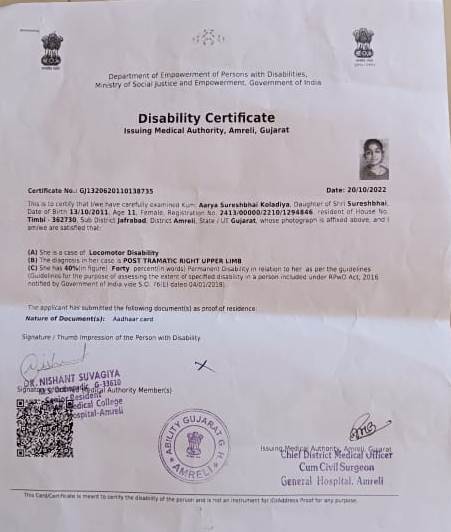 Department of Empowerment of Persons with Disabilities,
Ministry of Social Justice and Empowerment, Government of India
Disability Certificate
Issuing Medical Authority, Amreli, Gujarat
Certificate No.: GJ1320620110138735
Date: 20/10/2022
This is to certify that I/we have carefully examined Kum. Aarya Sureshbhai Koladiya, Daughter of Shri Sureshbhai,
Date of Birth 13/10/2011, Age 11, Female, Registration No. 2413/00000/2210/1294846, resident of House No.
Timbi - 362730, Sub District Jafrabad, District Amreli, State / UT Gujarat, whose photograph is affixed above, and I
am/we are satisfied that:
(A) She is a case of Locomotor Disability
(B) The diagnosis in her case is POST TRAMATIC RIGHT UPPER LIMB
(C) She has 40%(in figure) Forty percent(in words) Permanent Disability in relation to her as per the guidelines
(Guidelines for the purpose of assessing the extent of specified disability in a person included under RPwD Act, 2016
notified by Government of India vide S.O. 76(E) dated 04/01/2018).
The applicant has submitted the following document(s) as proof of residence:
Nature of Document(s): Aadhaar card
Signature / Thumb Impression of the Person with Disability
DR. NISHANT SUVAGIYA
G-33610
Signatory of notified Medical Authority Member(s)
Senior Resident
Medical College
Hospital-Amreli
ABILITY GUJARAT G H
AMRELI
Issuing Medical Authority, Amreli, Gujarat
Chief District Medical Officer
Cum Civil Surgeon
General Hospital, Amreli
This Card/Certificate is meant to certify the disability of the person and is not an instrument for ID/Address Proof for any purpose.